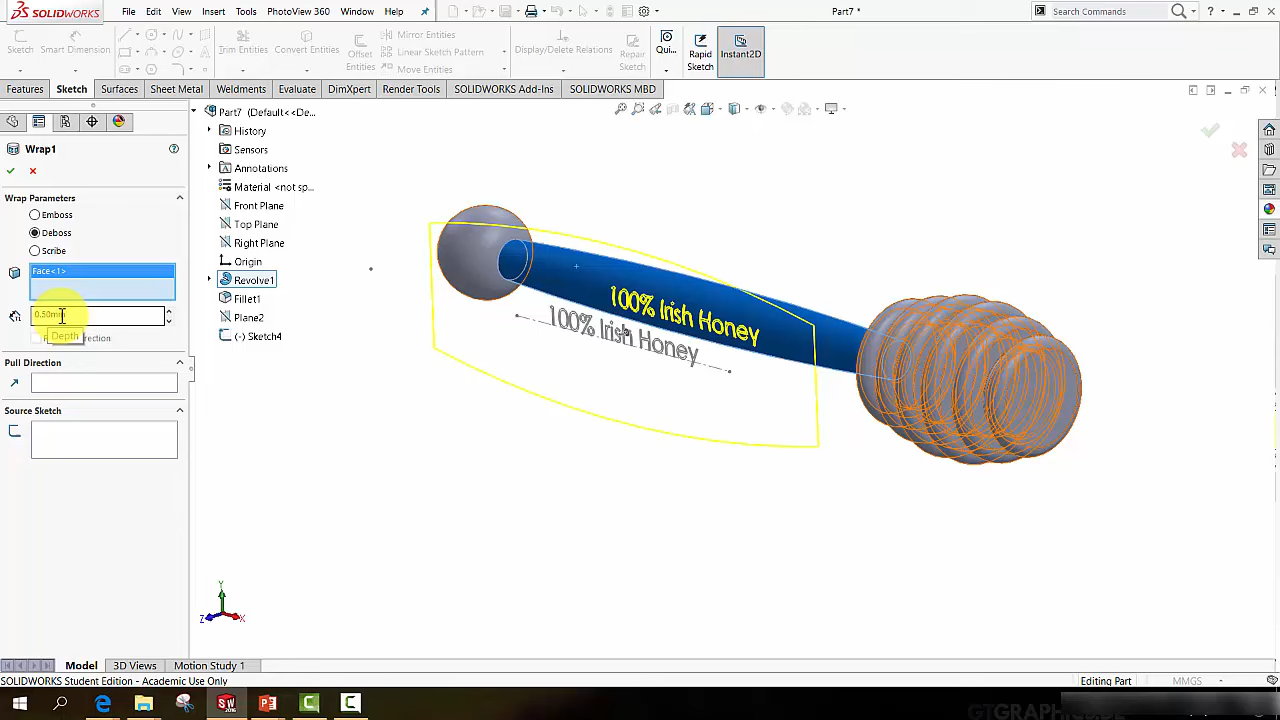 SOLIDWORKS File Edit View Insert Tools PhotoView 360 Window Help Part7 * Search Commands
Sketch Smart Dimension Trim Entities Convert Entities Offset Entities Mirror Entities Linear Sketch Pattern Move Entities Display/Delete Relations Repair Sketch Qui... Rapid Sketch Instant2D
Features Sketch Surfaces Sheet Metal Weldments Evaluate DimXpert Render Tools SOLIDWORKS Add-Ins SOLIDWORKS MBD
Part7 (Default<<De...
History
Sensors
Annotations
Material <not sp...
Front Plane
Top Plane
Right Plane
Origin
Revolve1
Fillet1
Plane2
(-) Sketch4
Wrap1
Wrap Parameters
Emboss
Deboss
Scribe
Face<1>
0.50mm
Depth
Pull Direction
Source Sketch
100% Irish Honey
100% Irish Honey
Y
Z X
Model 3D Views Motion Study 1
SOLIDWORKS Student Edition - Academic Use Only Editing Part MMGS